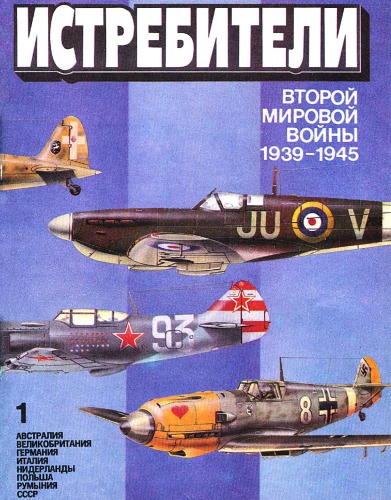 ИСТРЕБИТЕЛИ
ВТОРОЙ
МИРОВОЙ
ВОЙНЫ
1939-1945
JU V
93
8
1
АВСТРАЛИЯ
ВЕЛИКОБРИТАНИЯ
ГЕРМАНИЯ
ИТАЛИЯ
НИДЕРЛАНДЫ
ПОЛЬША
РУМЫНИЯ
СССР